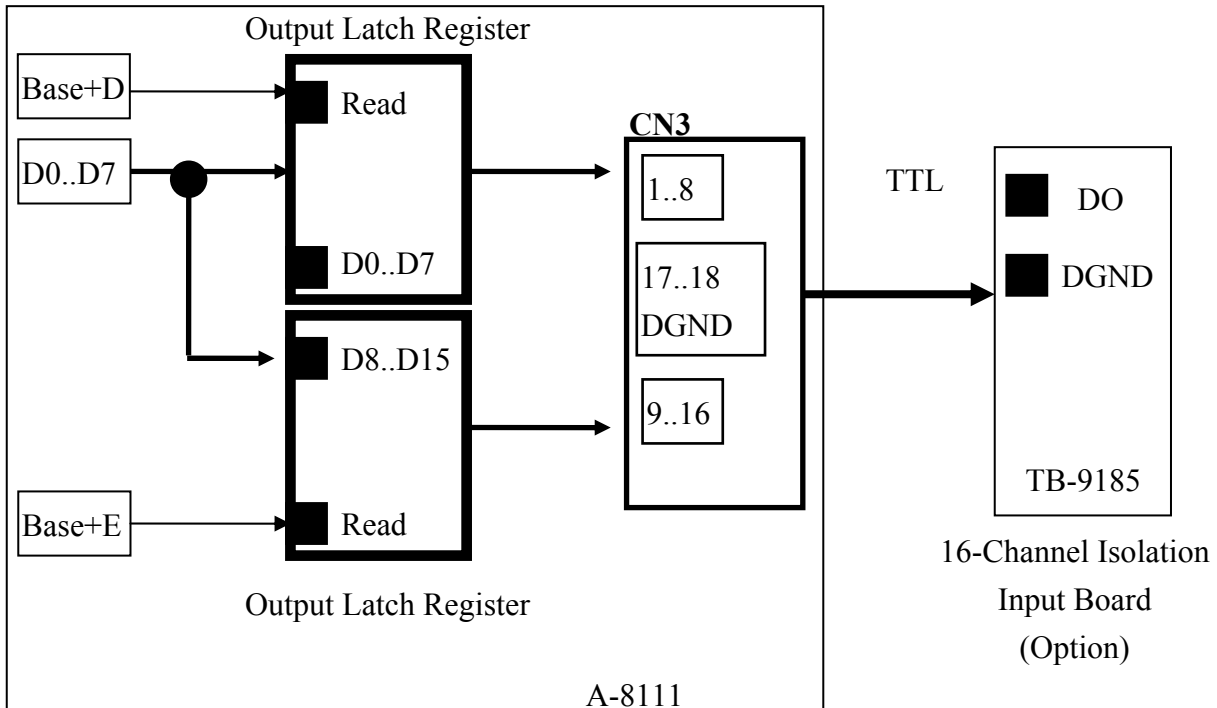 Output Latch Register
Base+D
Read
D0..D7
D0..D7
D8..D15
Base+E
Read
Output Latch Register
CN3
1..8
17..18
DGND
9..16
TTL
DO
DGND
TB-9185
16-Channel Isolation
Input Board
(Option)
A-8111